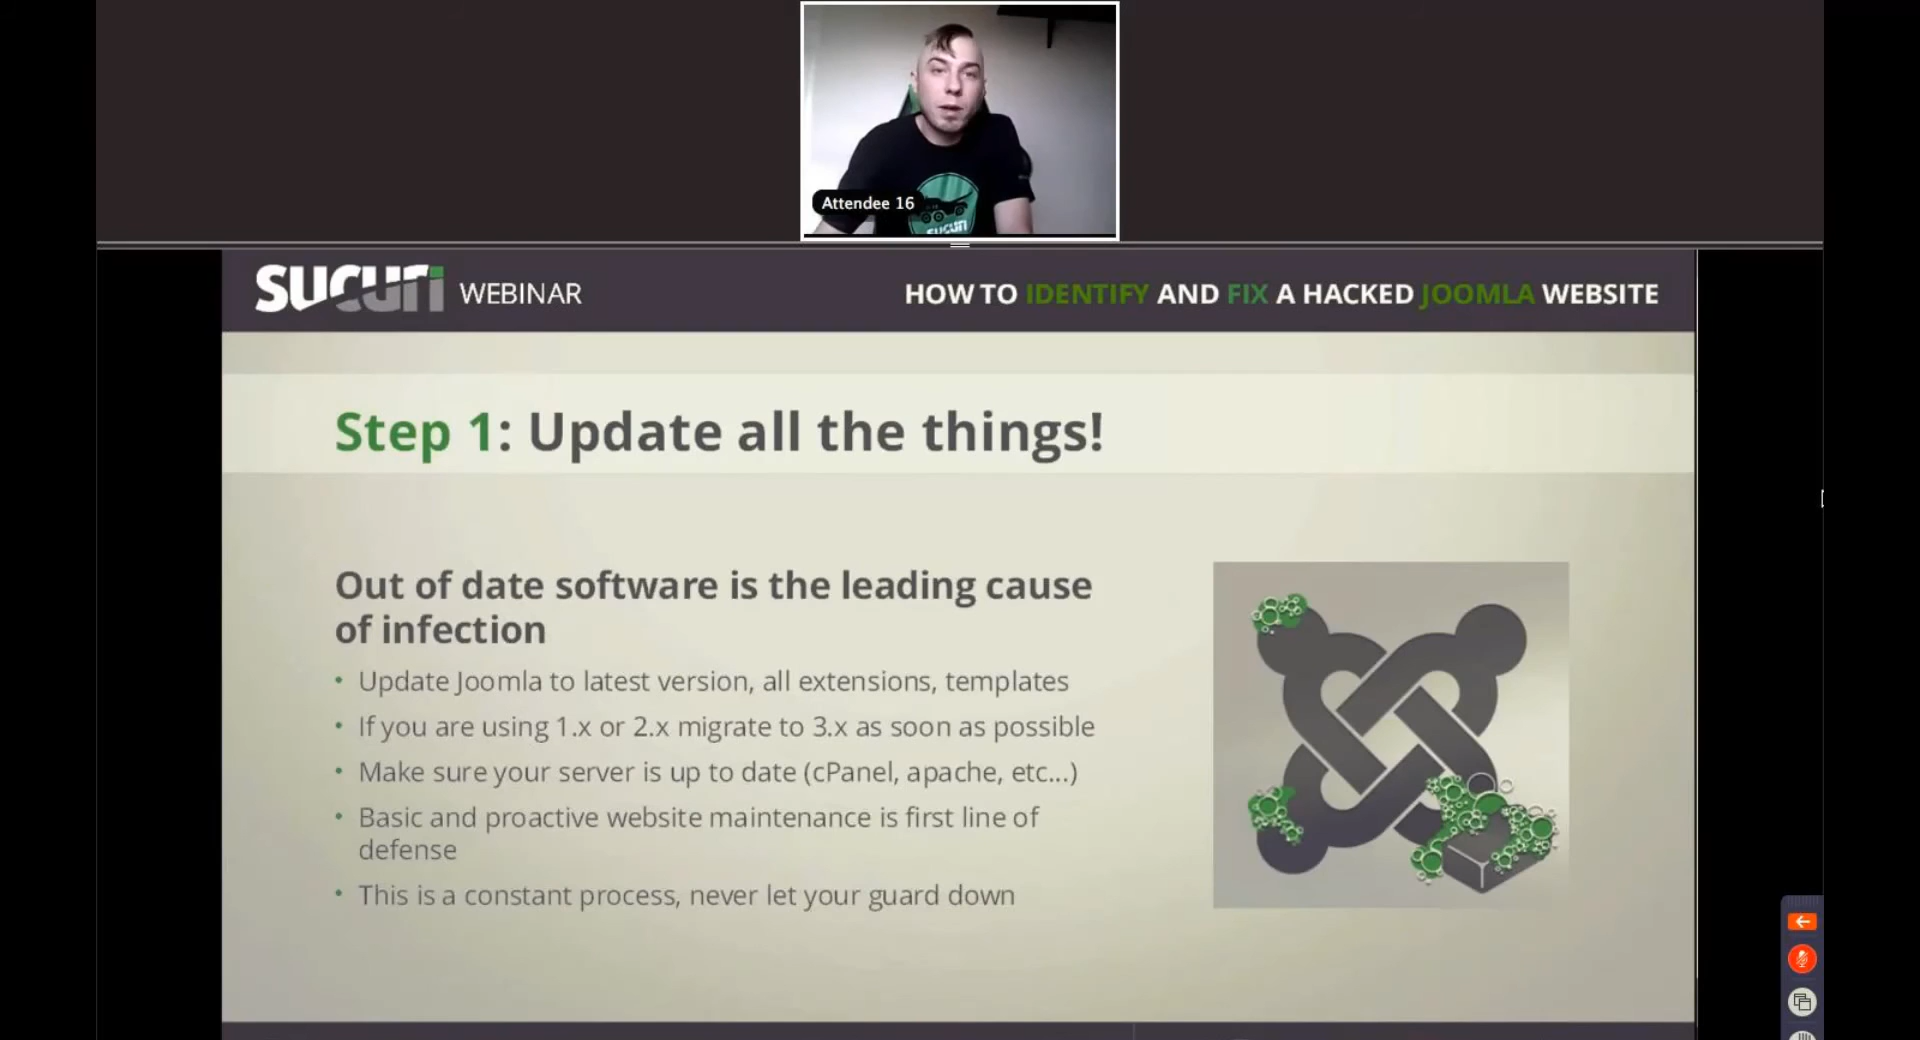 Attendee 16
sucuri
SUCURi WEBINAR
HOW TO IDENTIFY AND FIX A HACKED JOOMLA WEBSITE
Step 1: Update all the things!
Out of date software is the leading cause
of infection
• Update Joomla to latest version, all extensions, templates
• If you are using 1.x or 2.x migrate to 3.x as soon as possible
• Make sure your server is up to date (cPanel, apache, etc...)
• Basic and proactive website maintenance is first line of
defense
• This is a constant process, never let your guard down